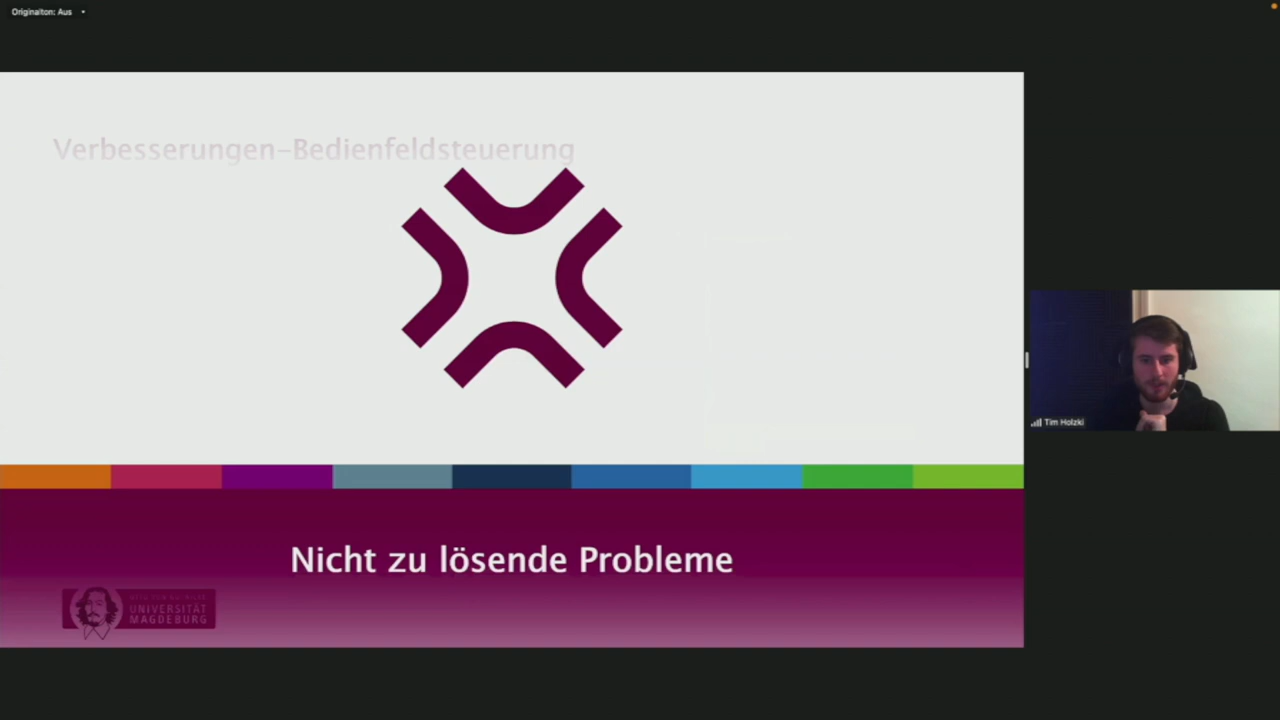 Originalton: Aus
Verbesserungen-Bedienfeldsteuerung
Tim Holzki
Nicht zu lösende Probleme
UNIVERSITÄT
MAGDEBURG